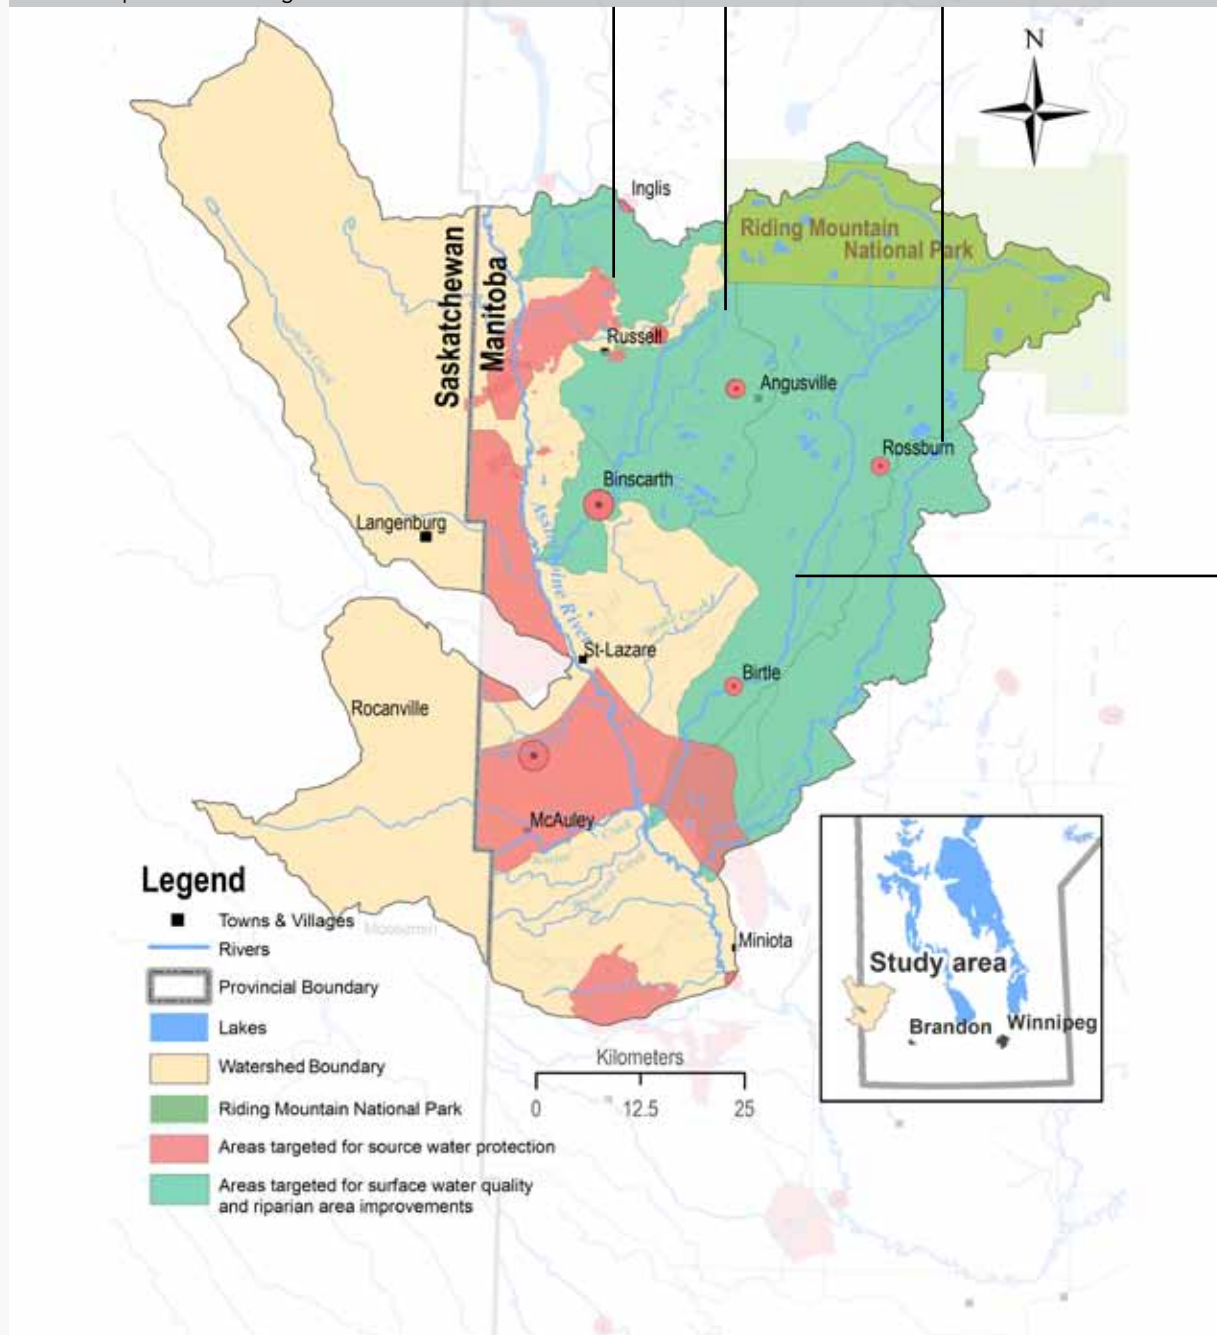 N
Inglis
Riding Mountain
National Park
Saskatchewan
Manitoba
Russell
Angusville
Rossburn
Binscarth
Langenburg
Assiniboine River
St-Lazare
Birtle
Rocanville
McAuley
Miniota
Moosomin
Legend
Towns & Villages
Rivers
Provincial Boundary
Lakes
Watershed Boundary
Riding Mountain National Park
Areas targeted for source water protection
Areas targeted for surface water quality
and riparian area improvements
Kilometers
0 12.5 25
Study area
Brandon
Winnipeg